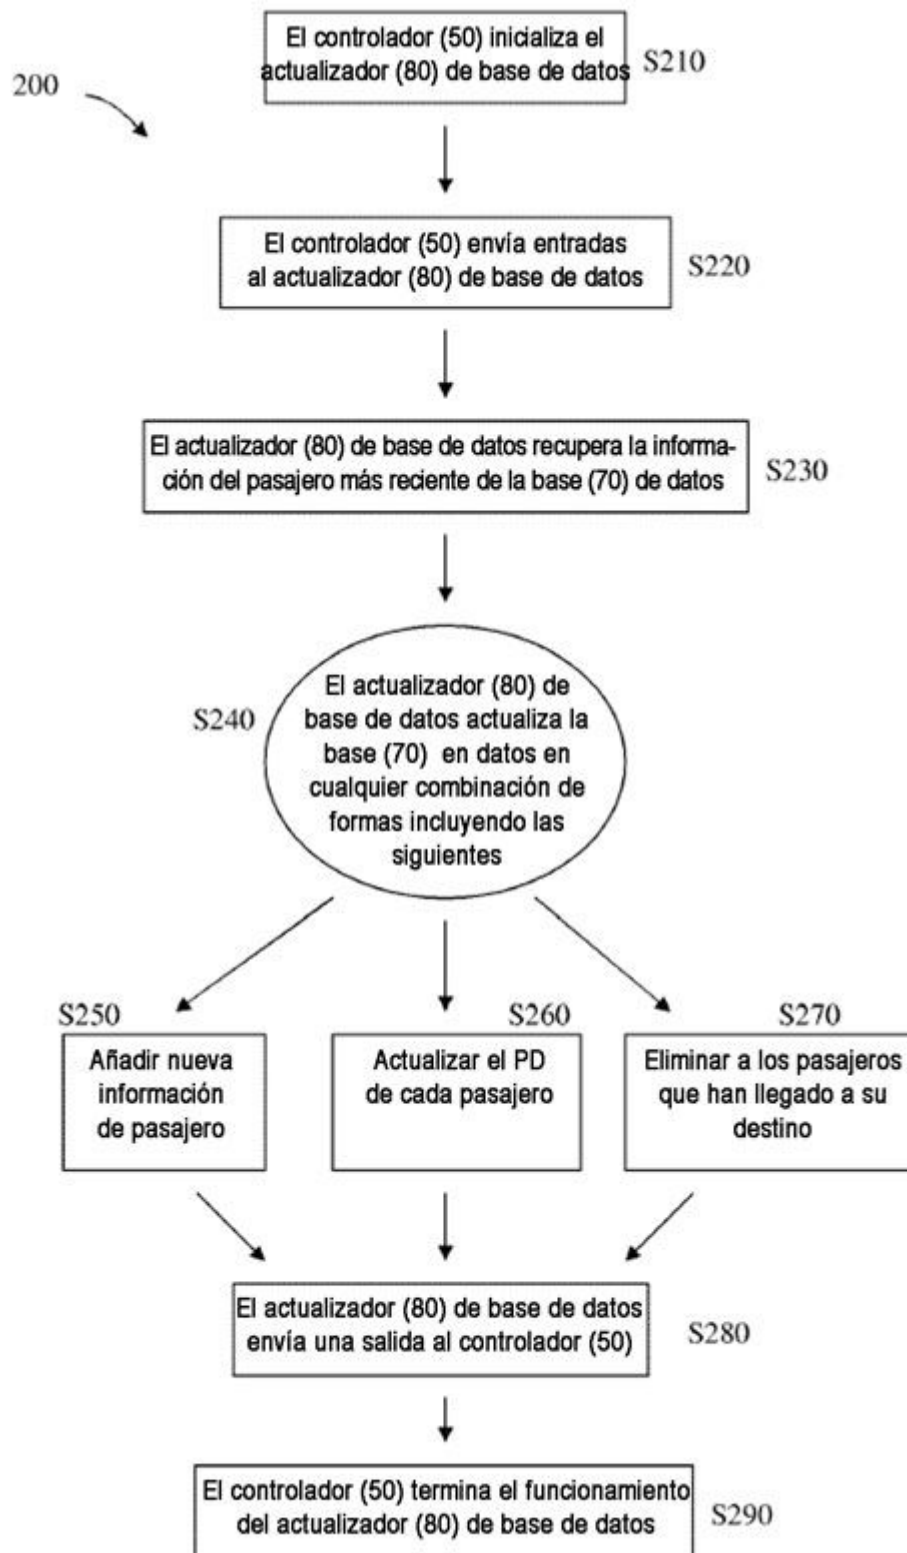 El controlador (50) inicializa el
actualizador (80) de base de datos
S210
200
El controlador (50) envía entradas
al actualizador (80) de base de datos
S220
El actualizador (80) de base de datos recupera la informa-
ción del pasajero más reciente de la base (70) de datos
S230
S240
El actualizador (80) de
base de datos actualiza la
base (70) en datos en
cualquier combinación de
formas incluyendo las
siguientes
S250
Añadir nueva
información
de pasajero
S260
Actualizar el PD
de cada pasajero
S270
Eliminar a los pasajeros
que han llegado a su
destino
El actualizador (80) de base de datos
envía una salida al controlador (50)
S280
El controlador (50) termina el funcionamiento
del actualizador (80) de base de datos
S290